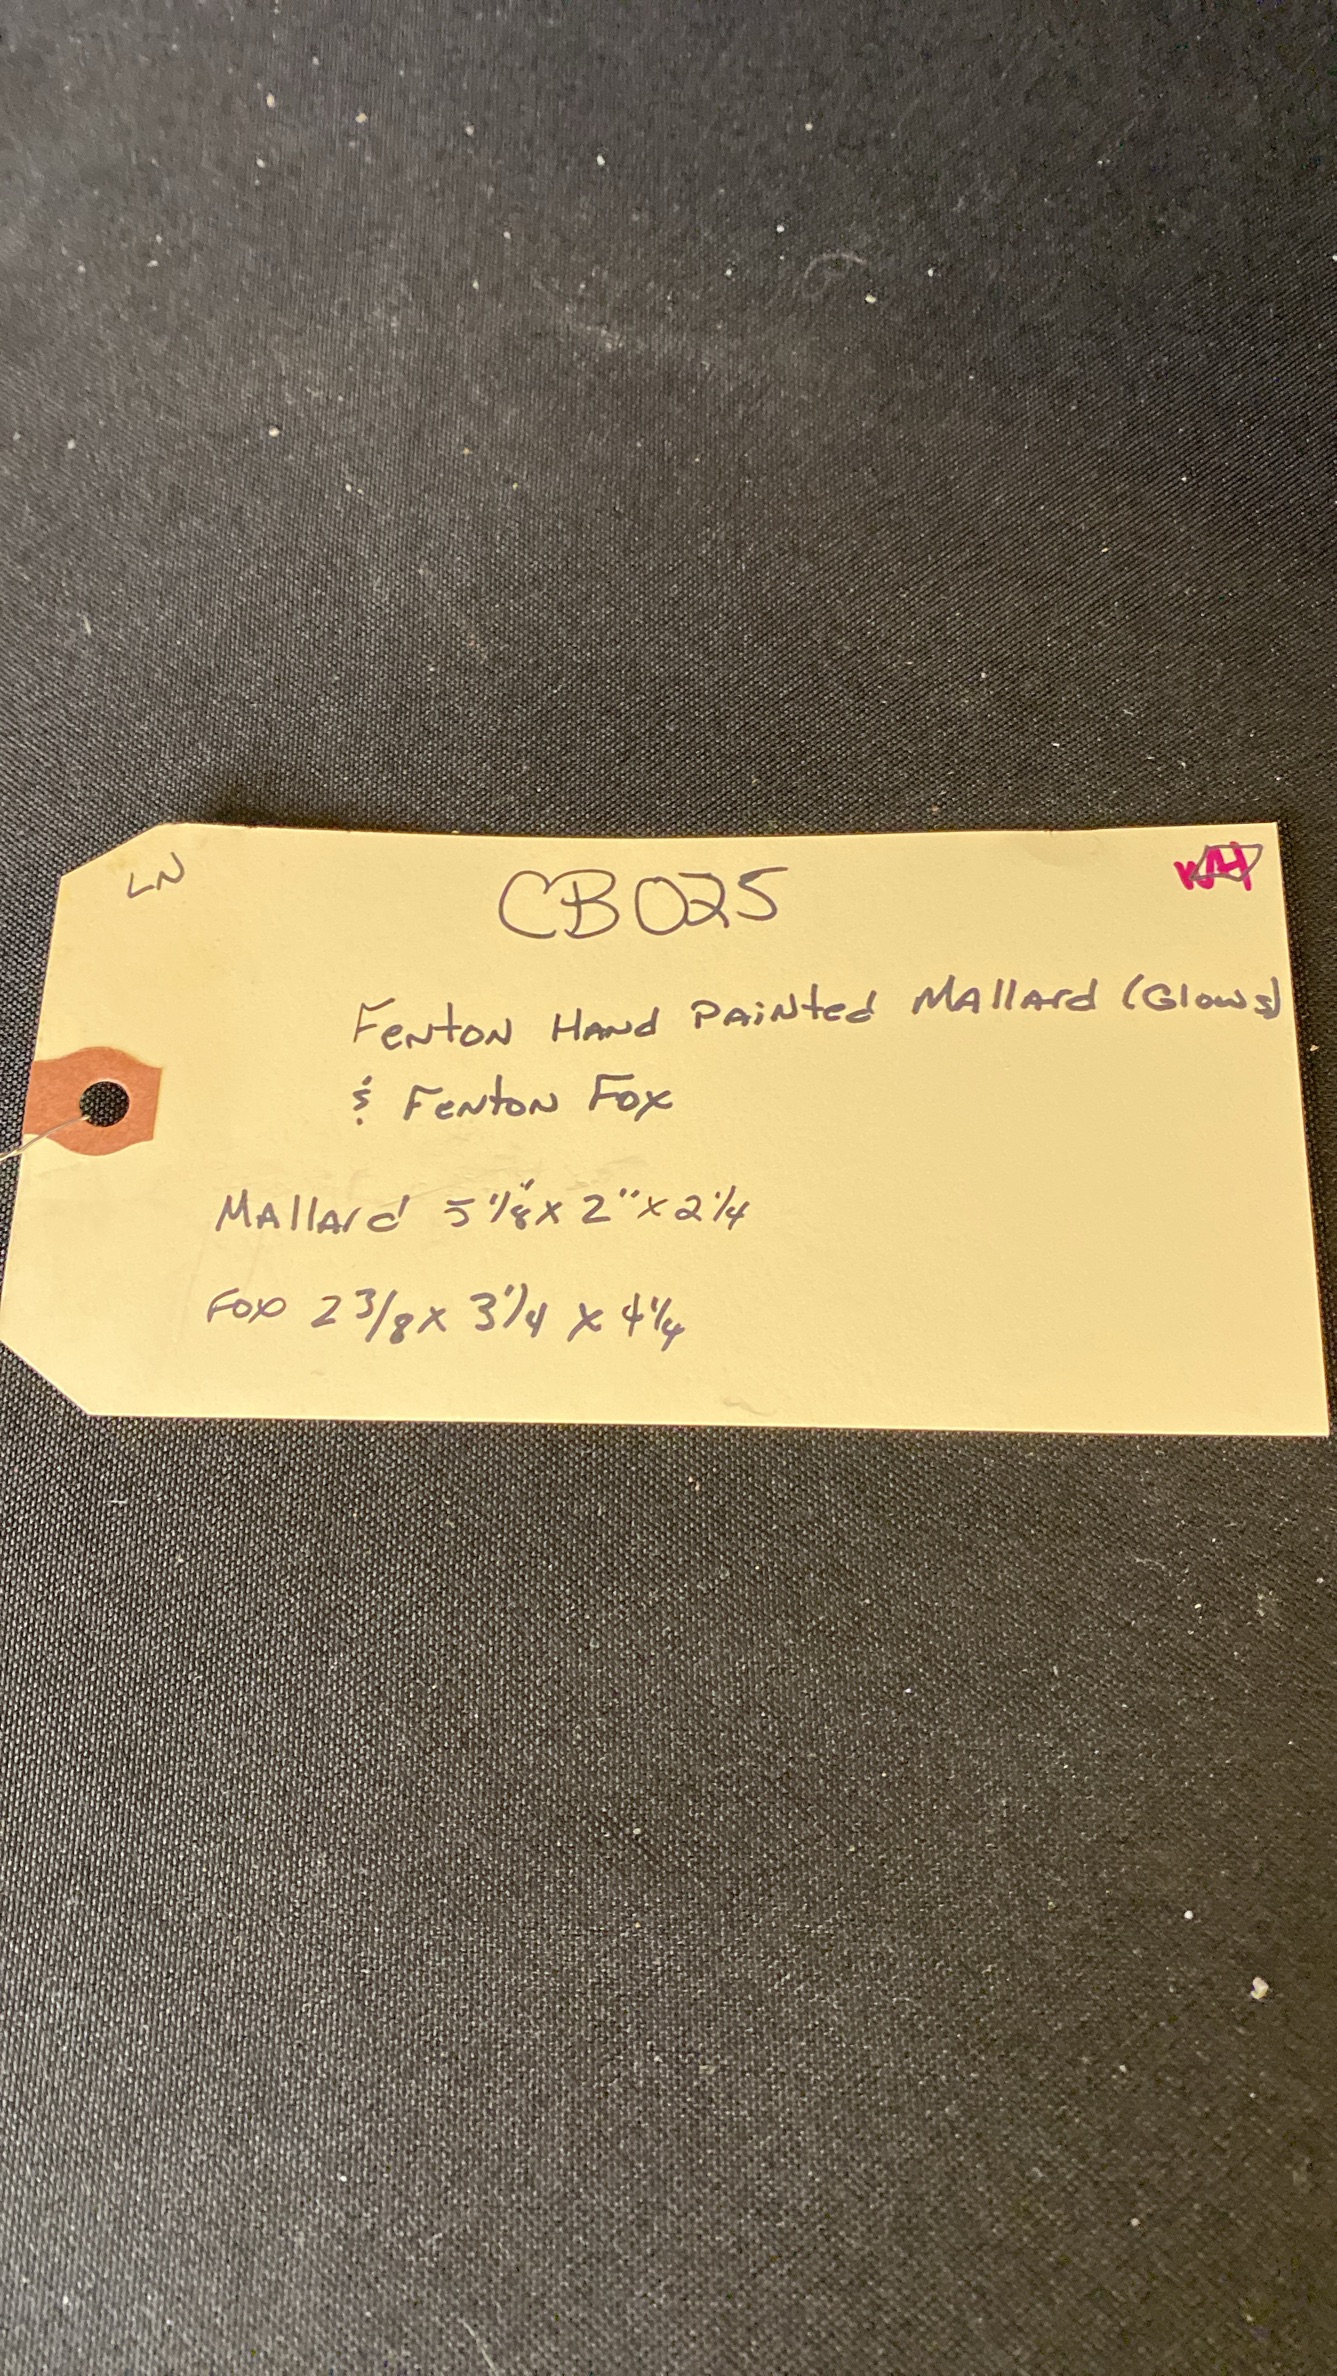 LN
CB025
Fenton Hand Painted Mallard (Glows)
& Fenton Fox
Mallard 5 1/8" x 2" x 2 1/4
Fox 2 3/8 x 3 1/4 x 4 1/4